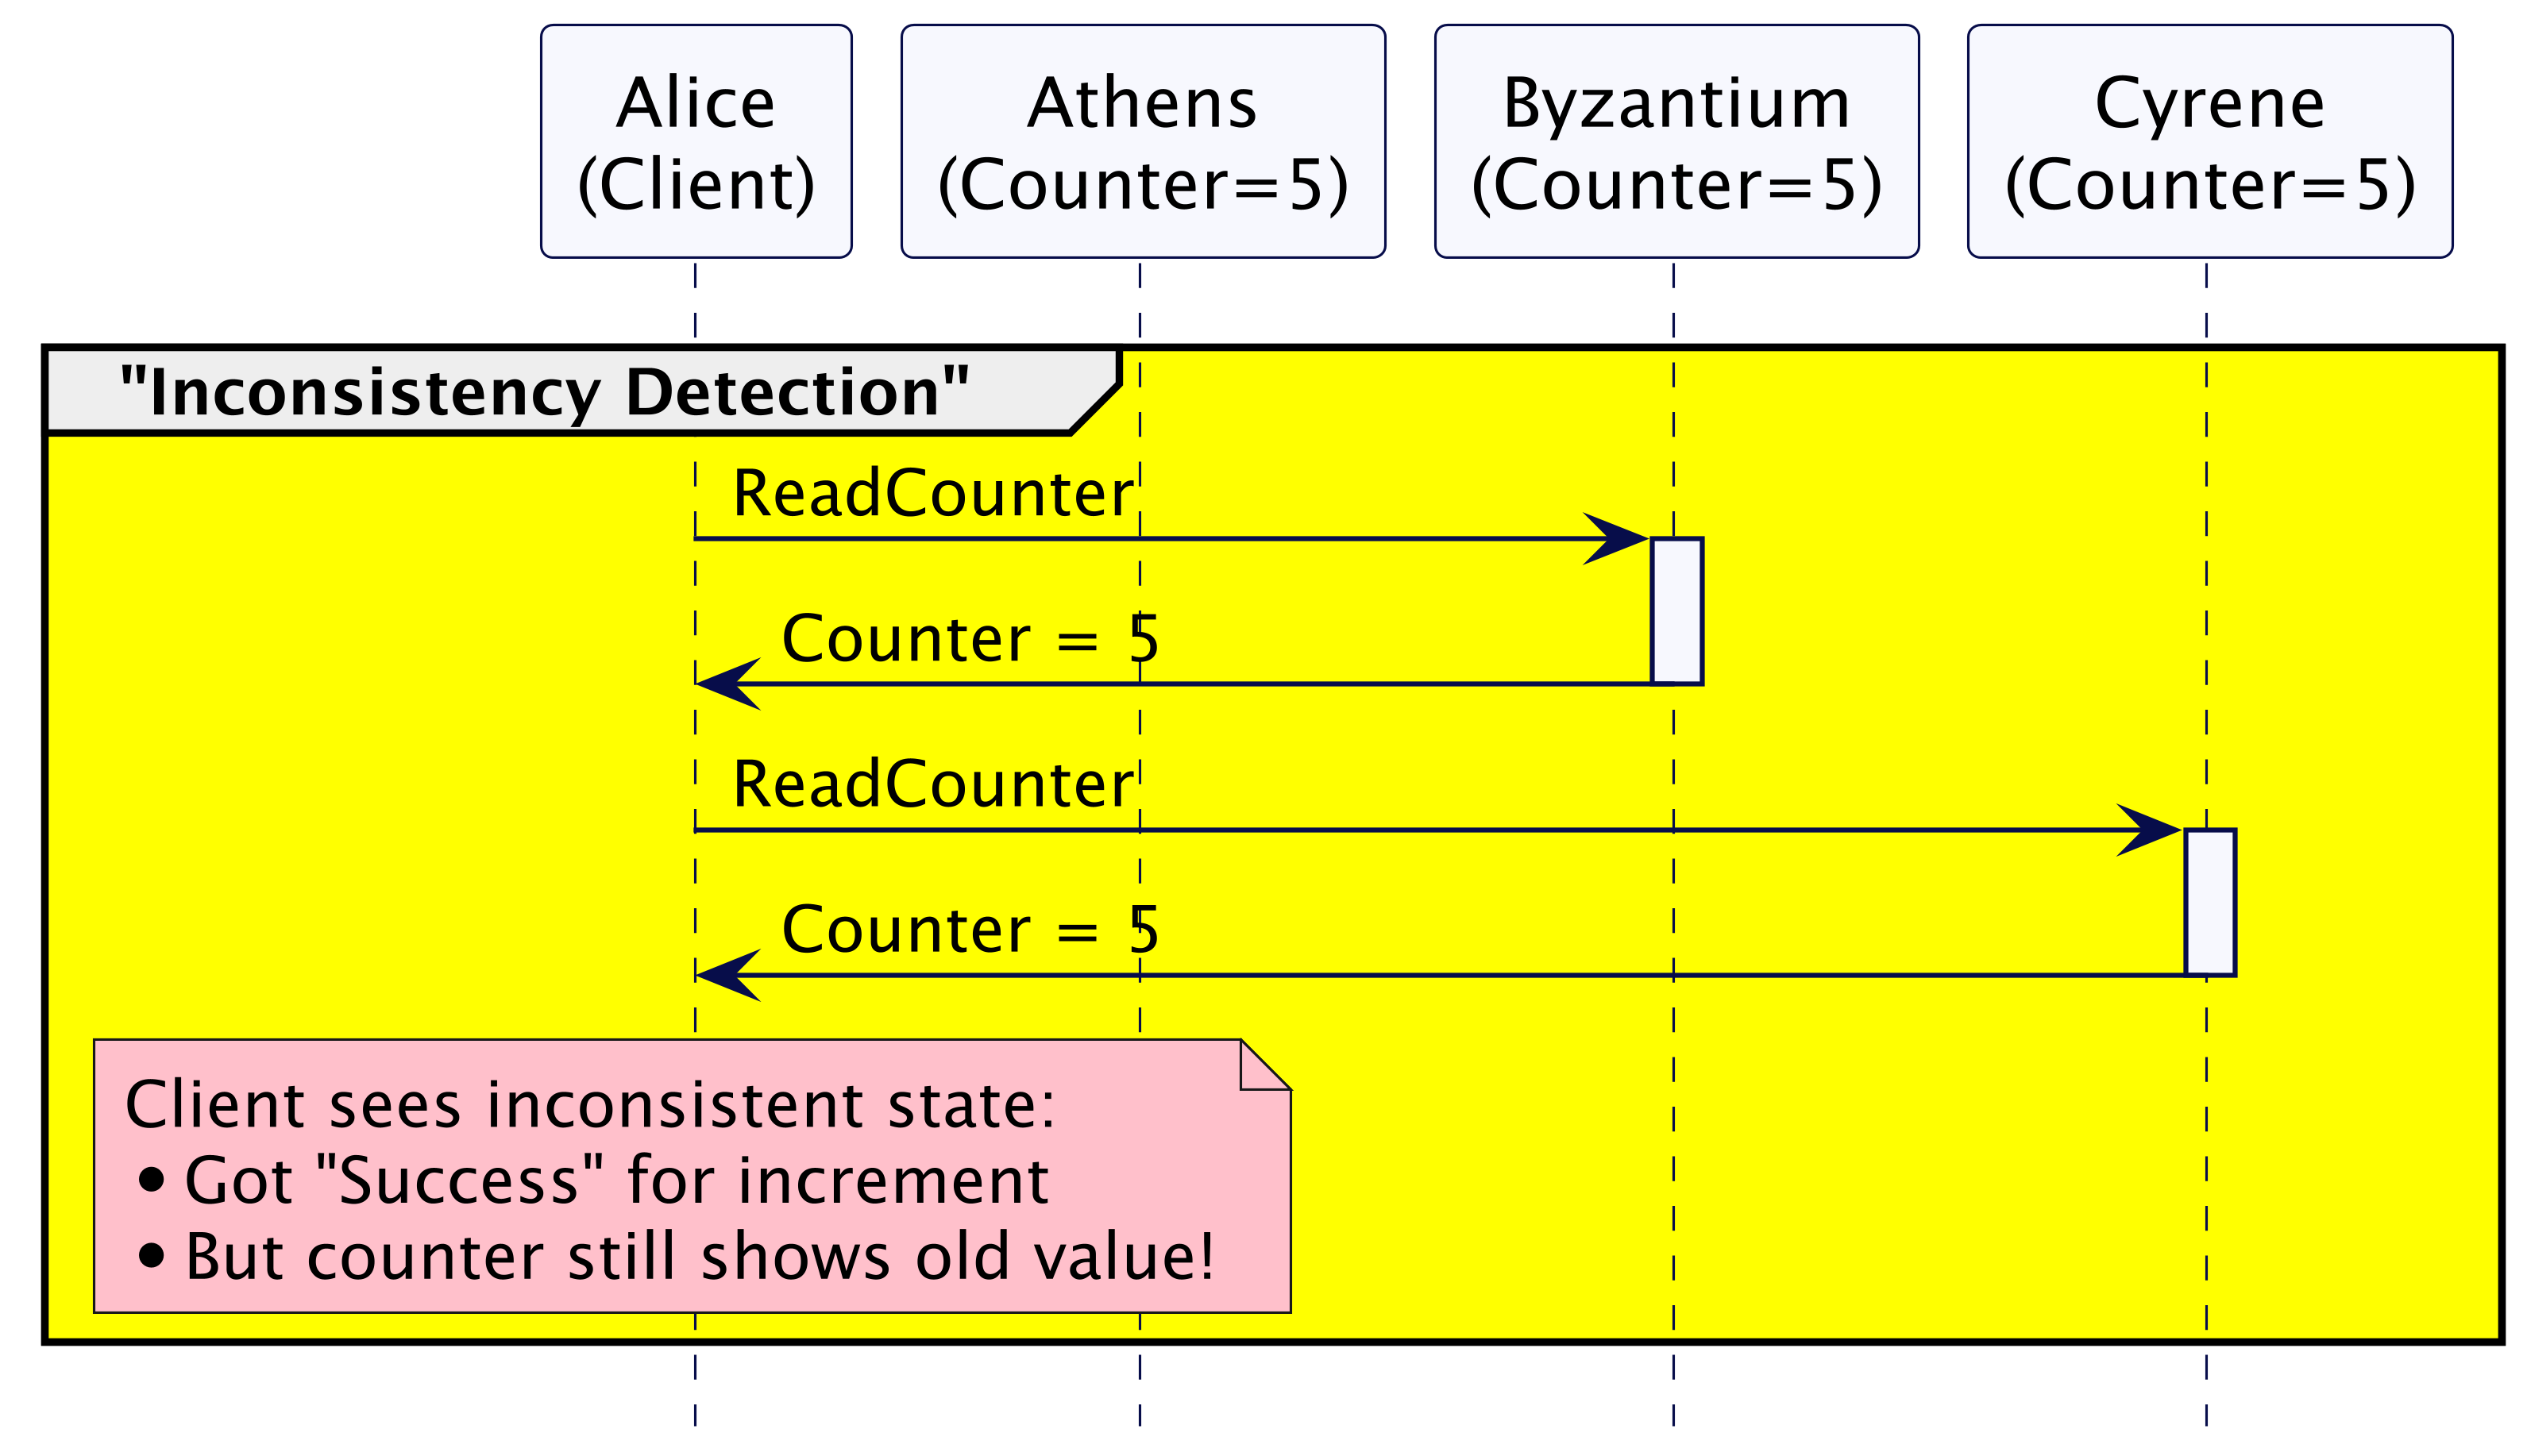 Alice
(Client)
Athens
(Counter=5)
Byzantium
(Counter=5)
Cyrene
(Counter=5)
"Inconsistency Detection"
ReadCounter
Counter = 5
ReadCounter
Counter = 5
Client sees inconsistent state:
• Got "Success" for increment
• But counter still shows old value!